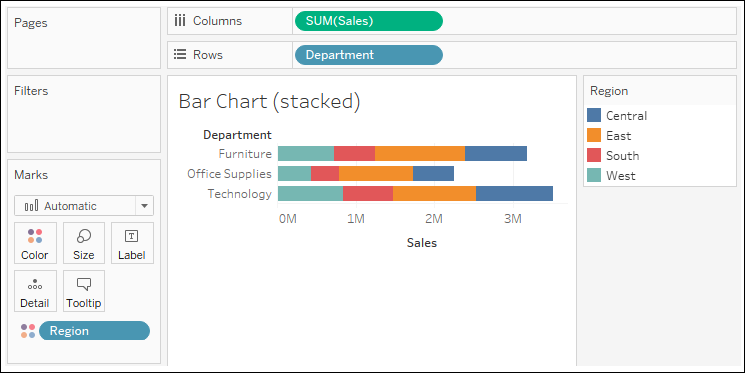 Pages
Columns SUM(Sales)
Rows Department
Filters
Marks
Automatic
Color Size Label
Detail Tooltip
Region
Bar Chart (stacked)
Department
Furniture
Office Supplies
Technology
0M 1M 2M 3M
Sales
Region
Central
East
South
West